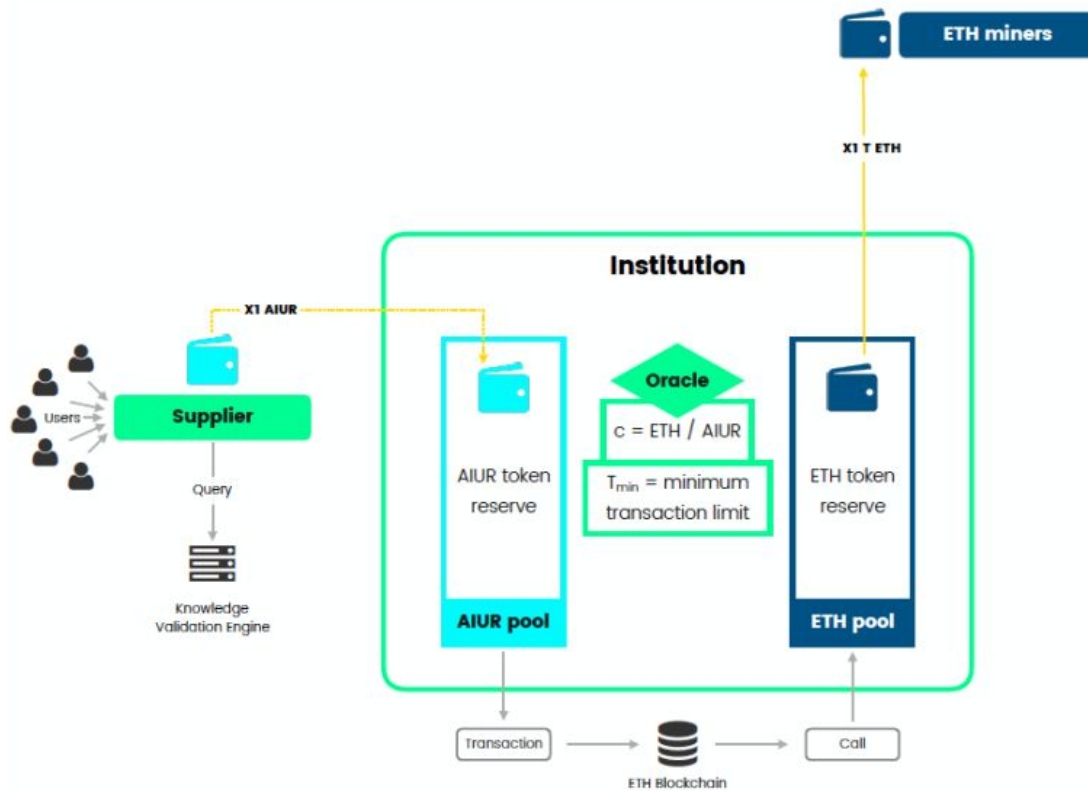 ETH miners
X1 T ETH
Institution
X1 AIUR
Oracle
c = ETH / AIUR
Tmin = minimum
transaction limit
Users
Supplier
AIUR token
reserve
ETH token
reserve
Query
Knowledge
Validation Engine
AIUR pool
ETH pool
Transaction
ETH Blockchain
Call